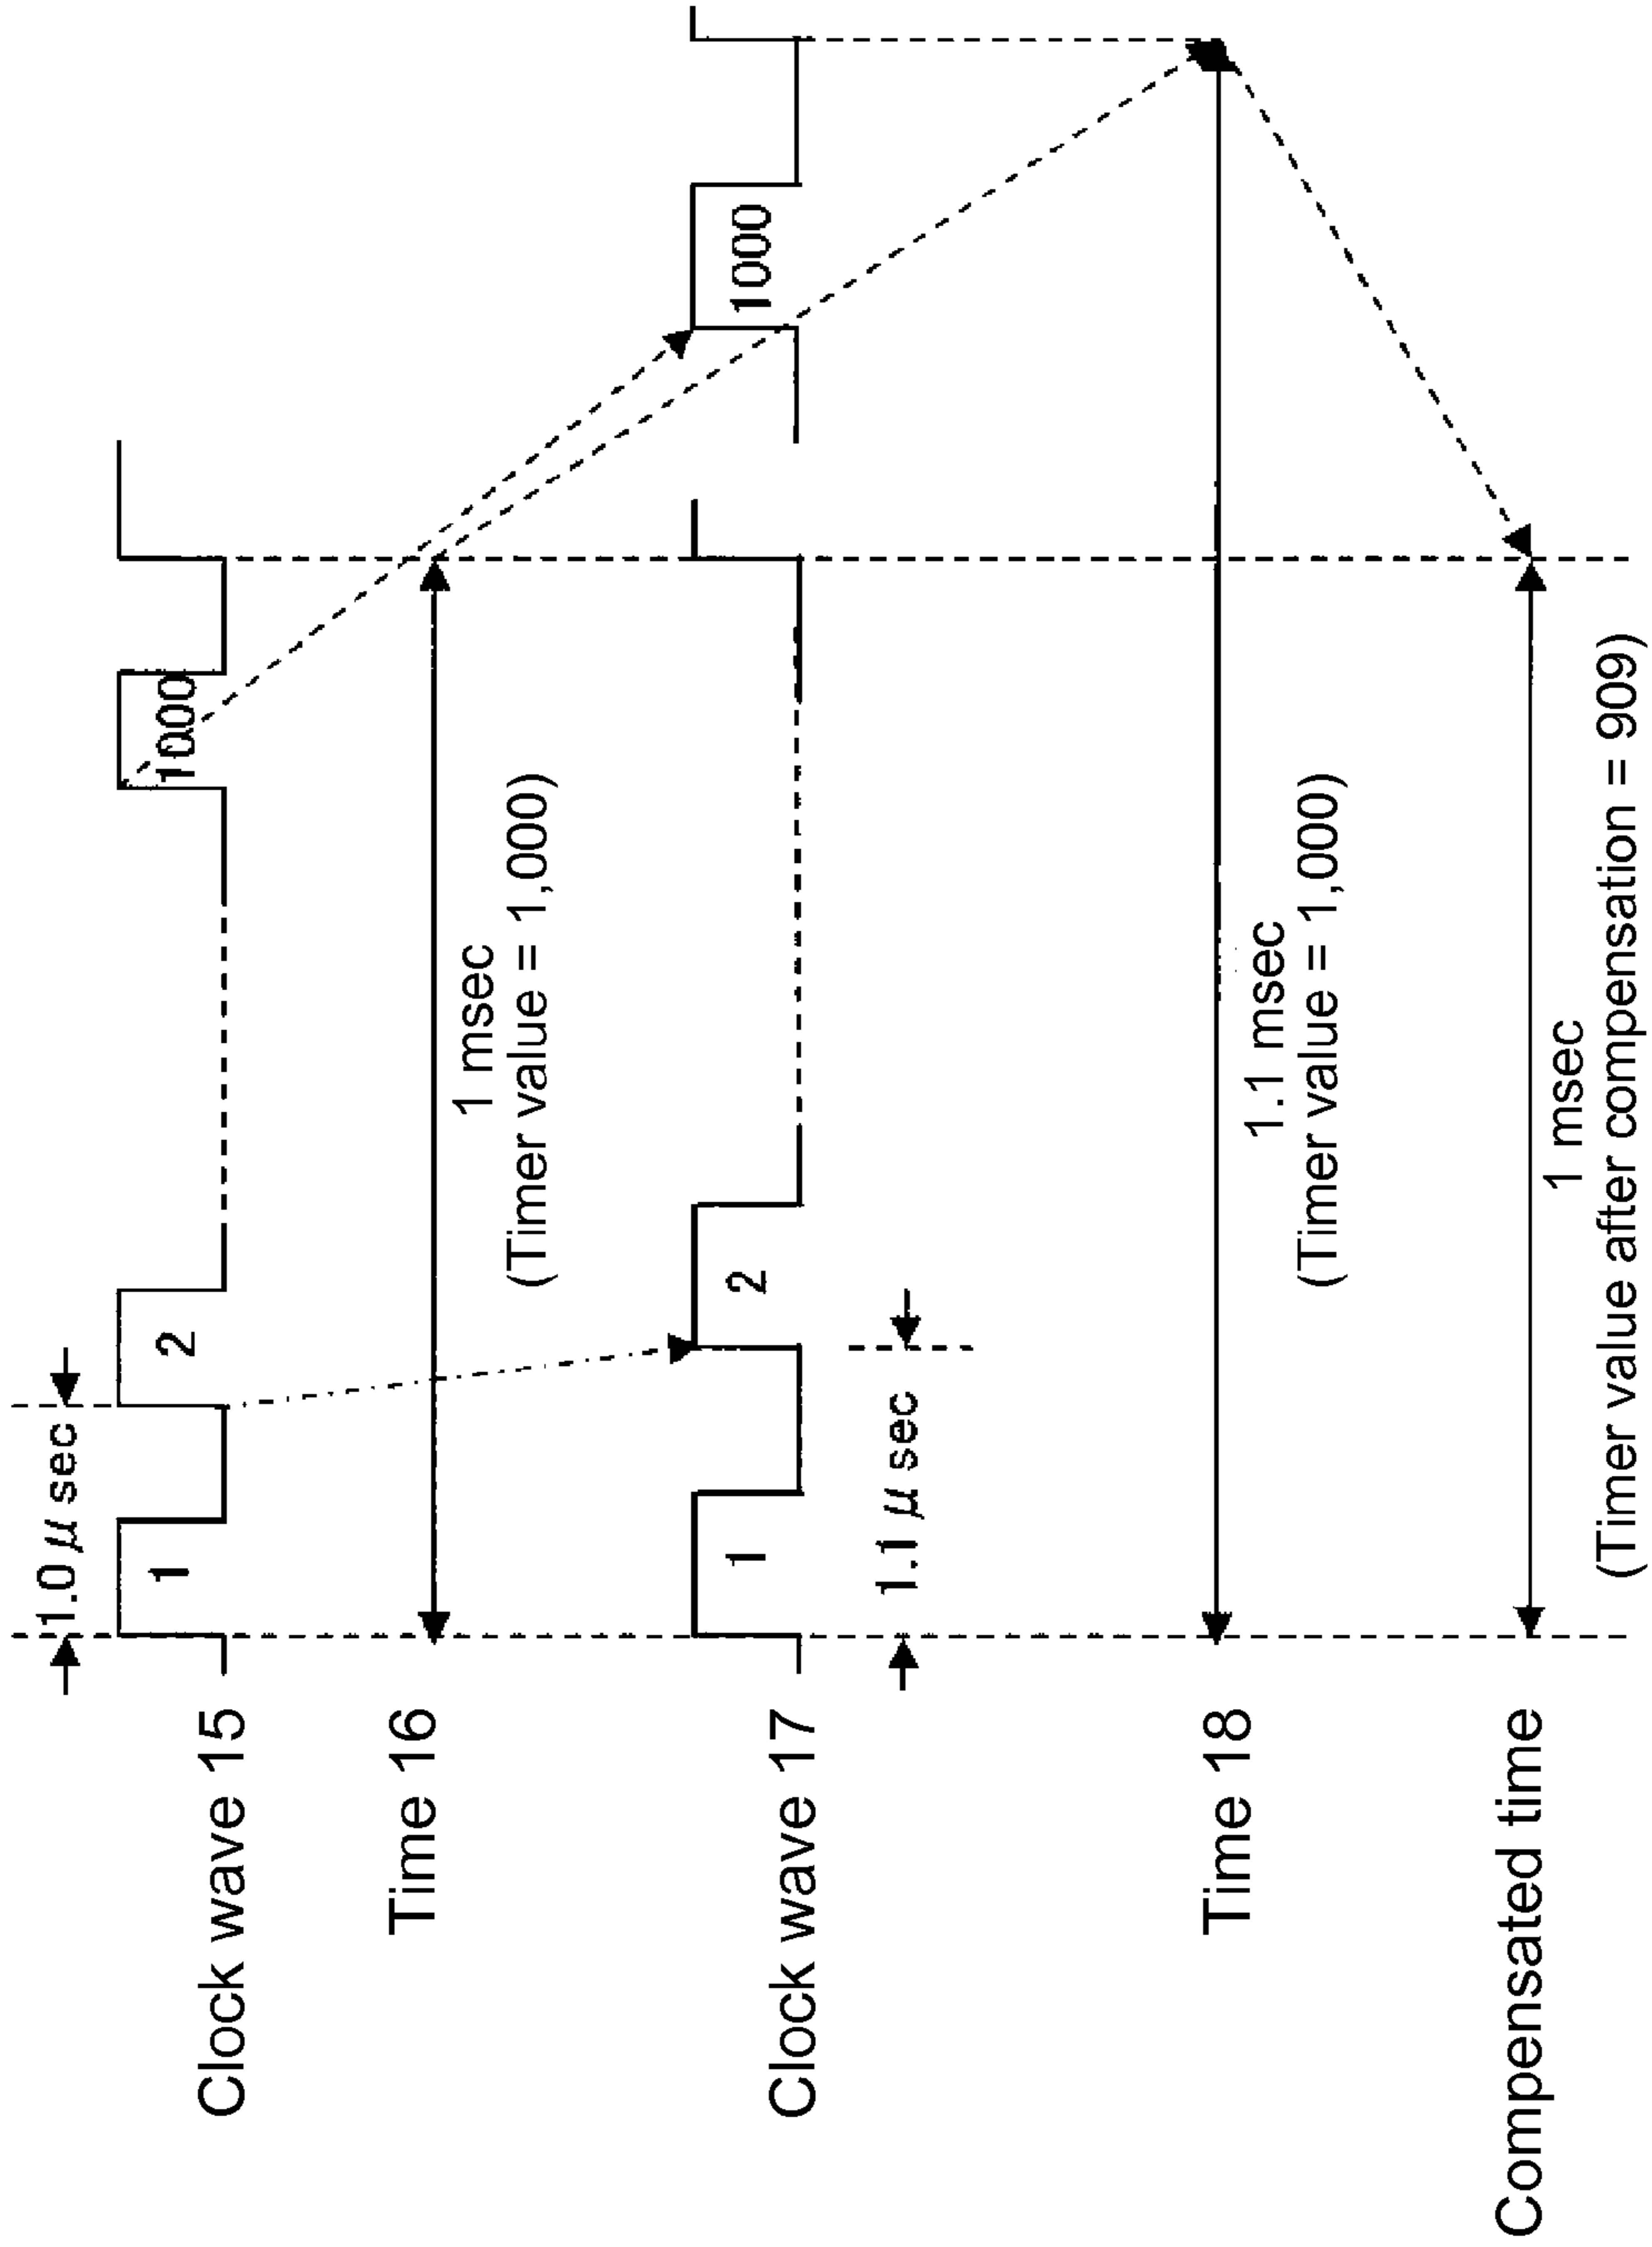 1.0 μ sec
Clock wave 15
1
2
1000
Time 16
1 msec
(Timer value = 1,000)
Clock wave 17
1
2
1000
1.1 μ sec
Time 18
1.1 msec
(Timer value = 1,000)
Compensated time
1 msec
(Timer value after compensation = 909)